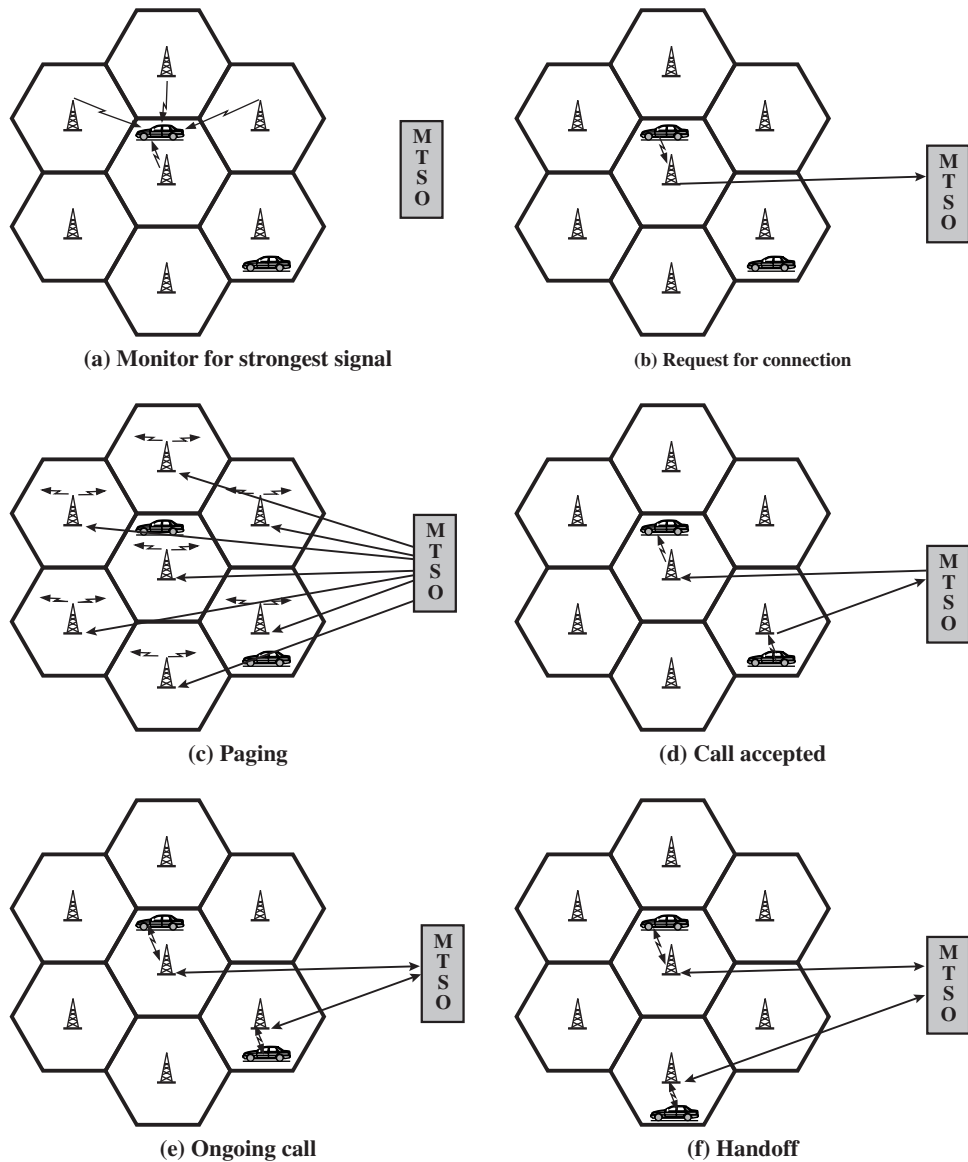 M
T
S
O
(a) Monitor for strongest signal
M
T
S
O
(b) Request for connection
M
T
S
O
(c) Paging
M
T
S
O
(d) Call accepted
M
T
S
O
(e) Ongoing call
M
T
S
O
(f) Handoff